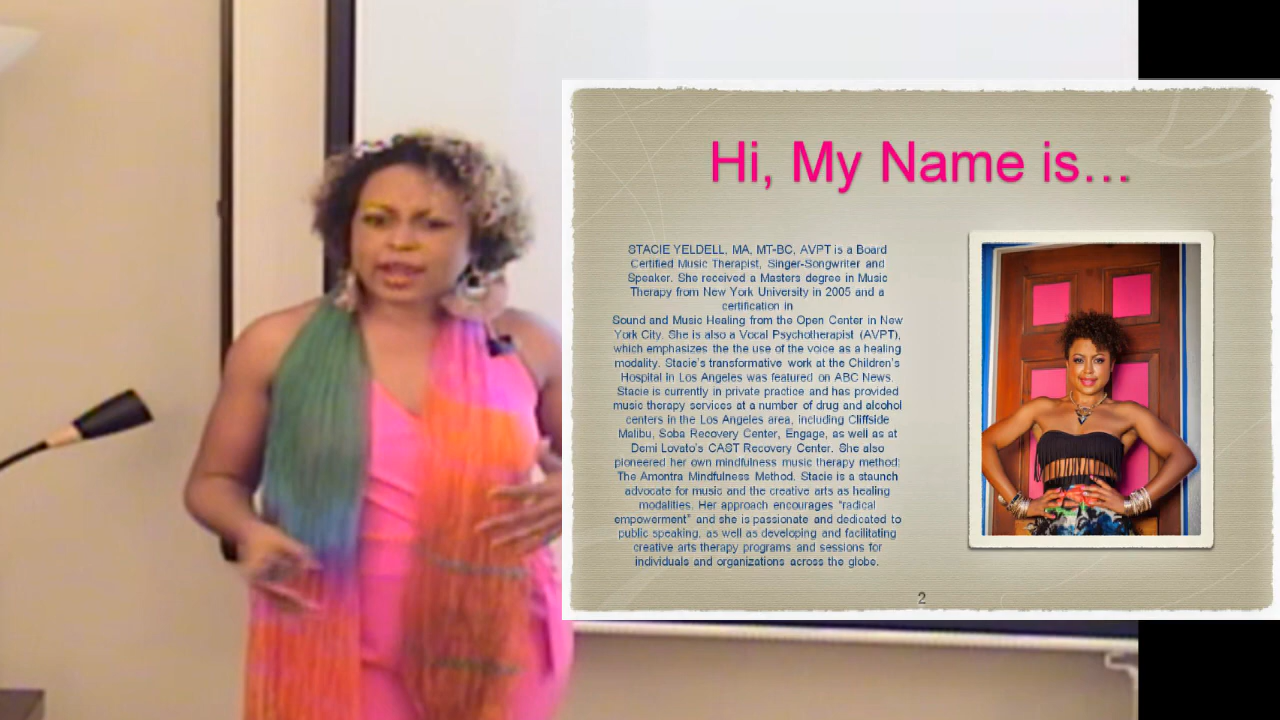 Hi, My Name is...
STACIE YELDELL, MA, MT-BC, AVPT is a Board
Certified Music Therapist, Singer-Songwriter and
Speaker. She received a Masters degree in Music
Therapy from New York University in 2005 and a
certification in
Sound and Music Healing from the Open Center in New
York City. She is also a Vocal Psychotherapist (AVPT),
which emphasizes the the use of the voice as a healing
modality. Stacie's transformative work at the Children's
Hospital in Los Angeles was featured on ABC News.
Stacie is currently in private practice and has provided
music therapy services at a number of drug and alcohol
centers in the Los Angeles area, including Cliffside
Malibu, Soba Recovery Center, Engage, as well as at
Demi Lovato's CAST Recovery Center. She also
pioneered her own mindfulness music therapy method:
The Amontra Mindfulness Method. Stacie is a staunch
advocate for music and the creative arts as healing
modalities. Her approach encourages "radical
empowerment" and she is passionate and dedicated to
public speaking, as well as developing and facilitating
creative arts therapy programs and sessions for
individuals and organizations across the globe.
2